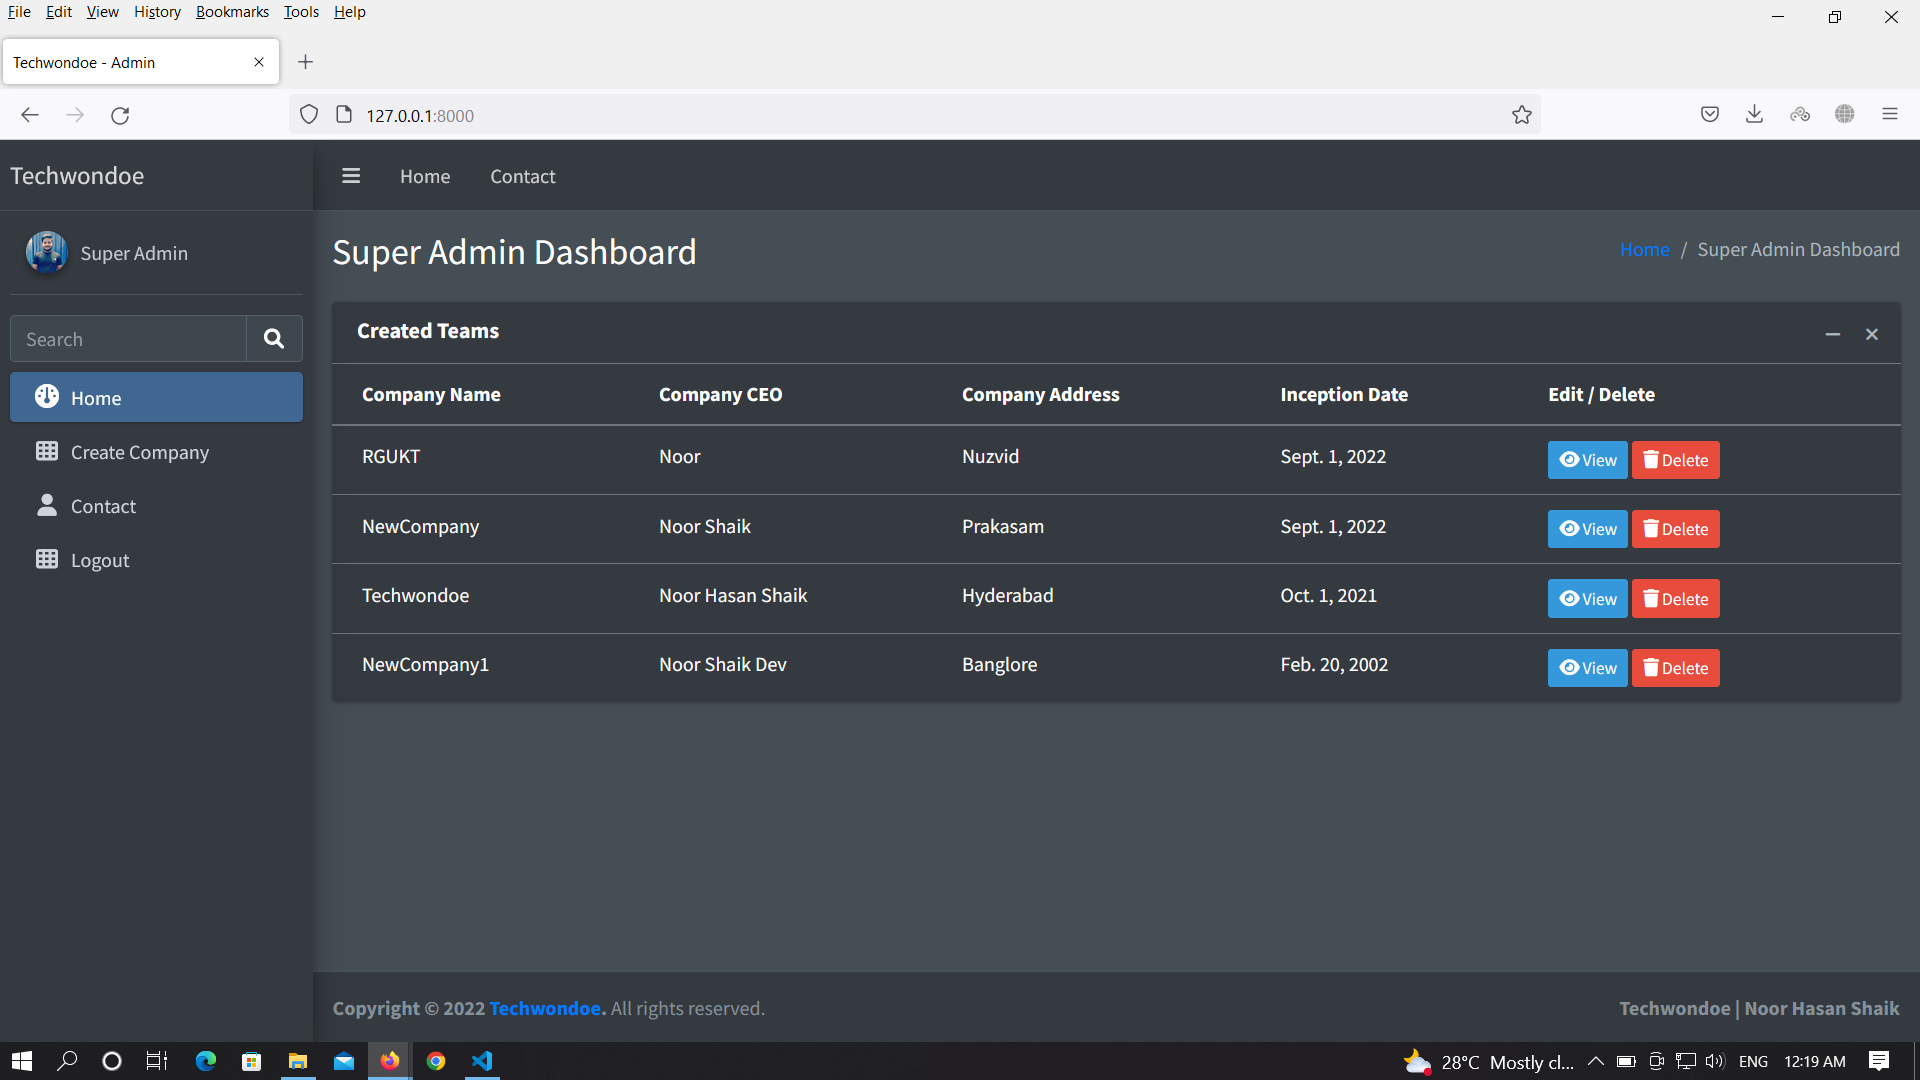 File Edit View History Bookmarks Tools Help
Techwondoe - Admin
127.0.0.1:8000
Techwondoe
Home Contact
Super Admin
Super Admin Dashboard
Home / Super Admin Dashboard
Search
Home
Create Company
Contact
Logout
Created Teams
Company Name Company CEO Company Address Inception Date Edit / Delete
RGUKT Noor Nuzvid Sept. 1, 2022 View Delete
NewCompany Noor Shaik Prakasam Sept. 1, 2022 View Delete
Techwondoe Noor Hasan Shaik Hyderabad Oct. 1, 2021 View Delete
NewCompany1 Noor Shaik Dev Banglore Feb. 20, 2002 View Delete
Copyright © 2022 Techwondoe. All rights reserved.
Techwondoe | Noor Hasan Shaik
28°C Mostly cl... ENG 12:19 AM